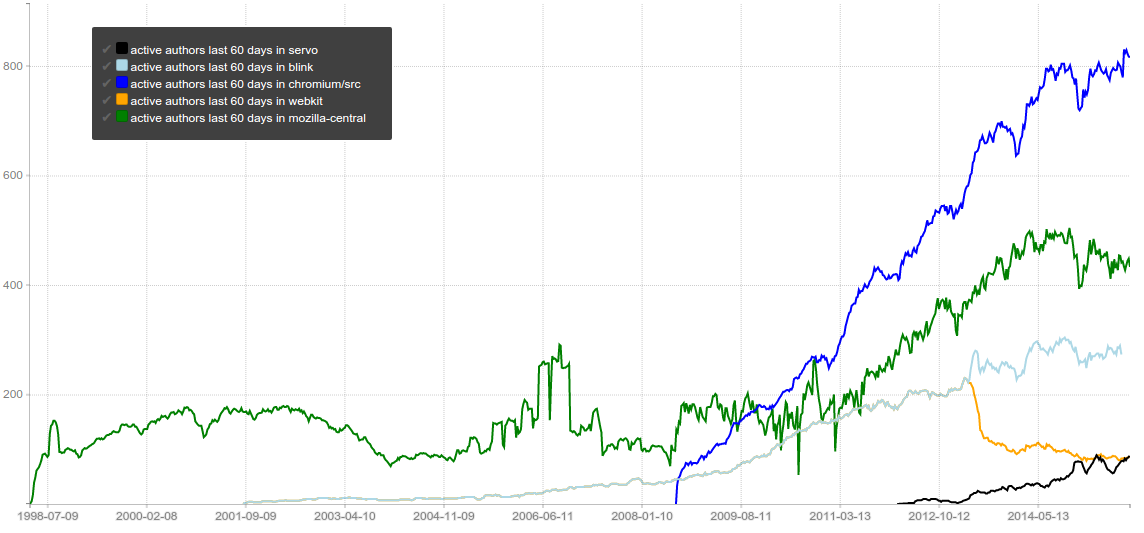 active authors last 60 days in servo
active authors last 60 days in blink
active authors last 60 days in chromium/src
active authors last 60 days in webkit
active authors last 60 days in mozilla-central
800
600
400
200
1998-07-09 2000-02-08 2001-09-09 2003-04-10 2004-11-09 2006-06-11 2008-01-10 2009-08-11 2011-03-13 2012-10-12 2014-05-13